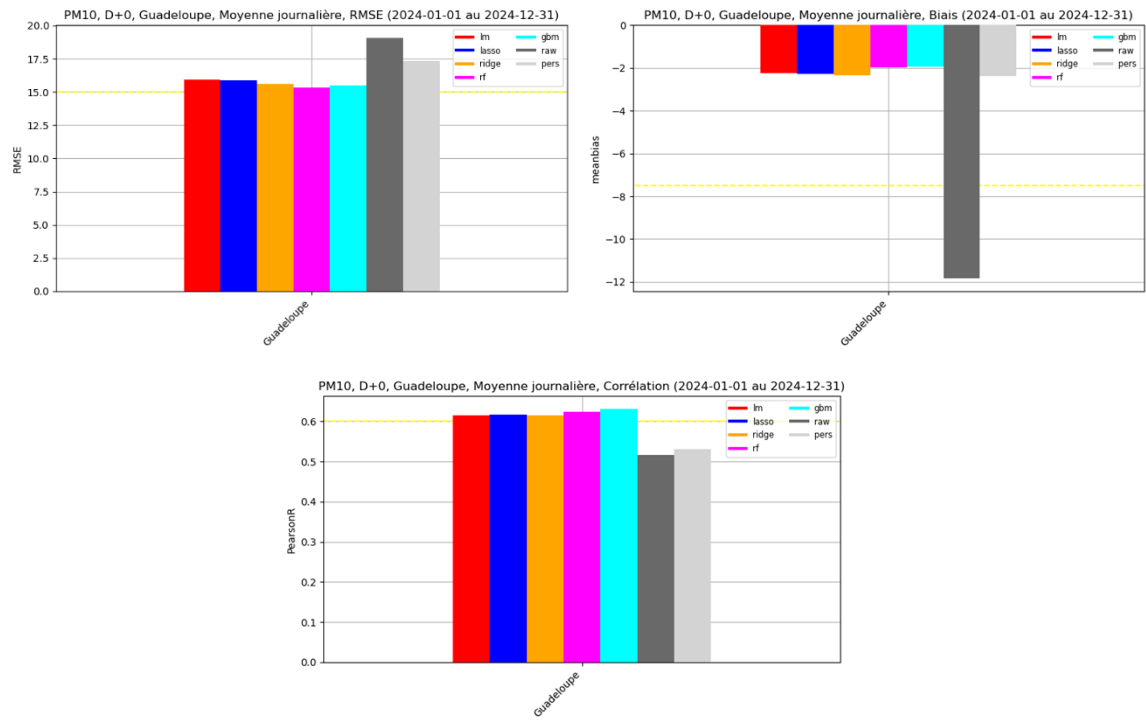 PM10, D+0, Guadeloupe, Moyenne journalière, RMSE (2024-01-01 au 2024-12-31)
20.0
17.5
15.0
12.5
10.0
7.5
5.0
2.5
0.0
RMSE
lm
lasso
ridge
rf
gbm
raw
pers
Guadeloupe
PM10, D+0, Guadeloupe, Moyenne journalière, Biais (2024-01-01 au 2024-12-31)
0
−2
−4
−6
−8
−10
−12
meanbias
lm
lasso
ridge
rf
gbm
raw
pers
Guadeloupe
PM10, D+0, Guadeloupe, Moyenne journalière, Corrélation (2024-01-01 au 2024-12-31)
0.6
0.5
0.4
0.3
0.2
0.1
0.0
PearsonR
lm
lasso
ridge
rf
gbm
raw
pers
Guadeloupe